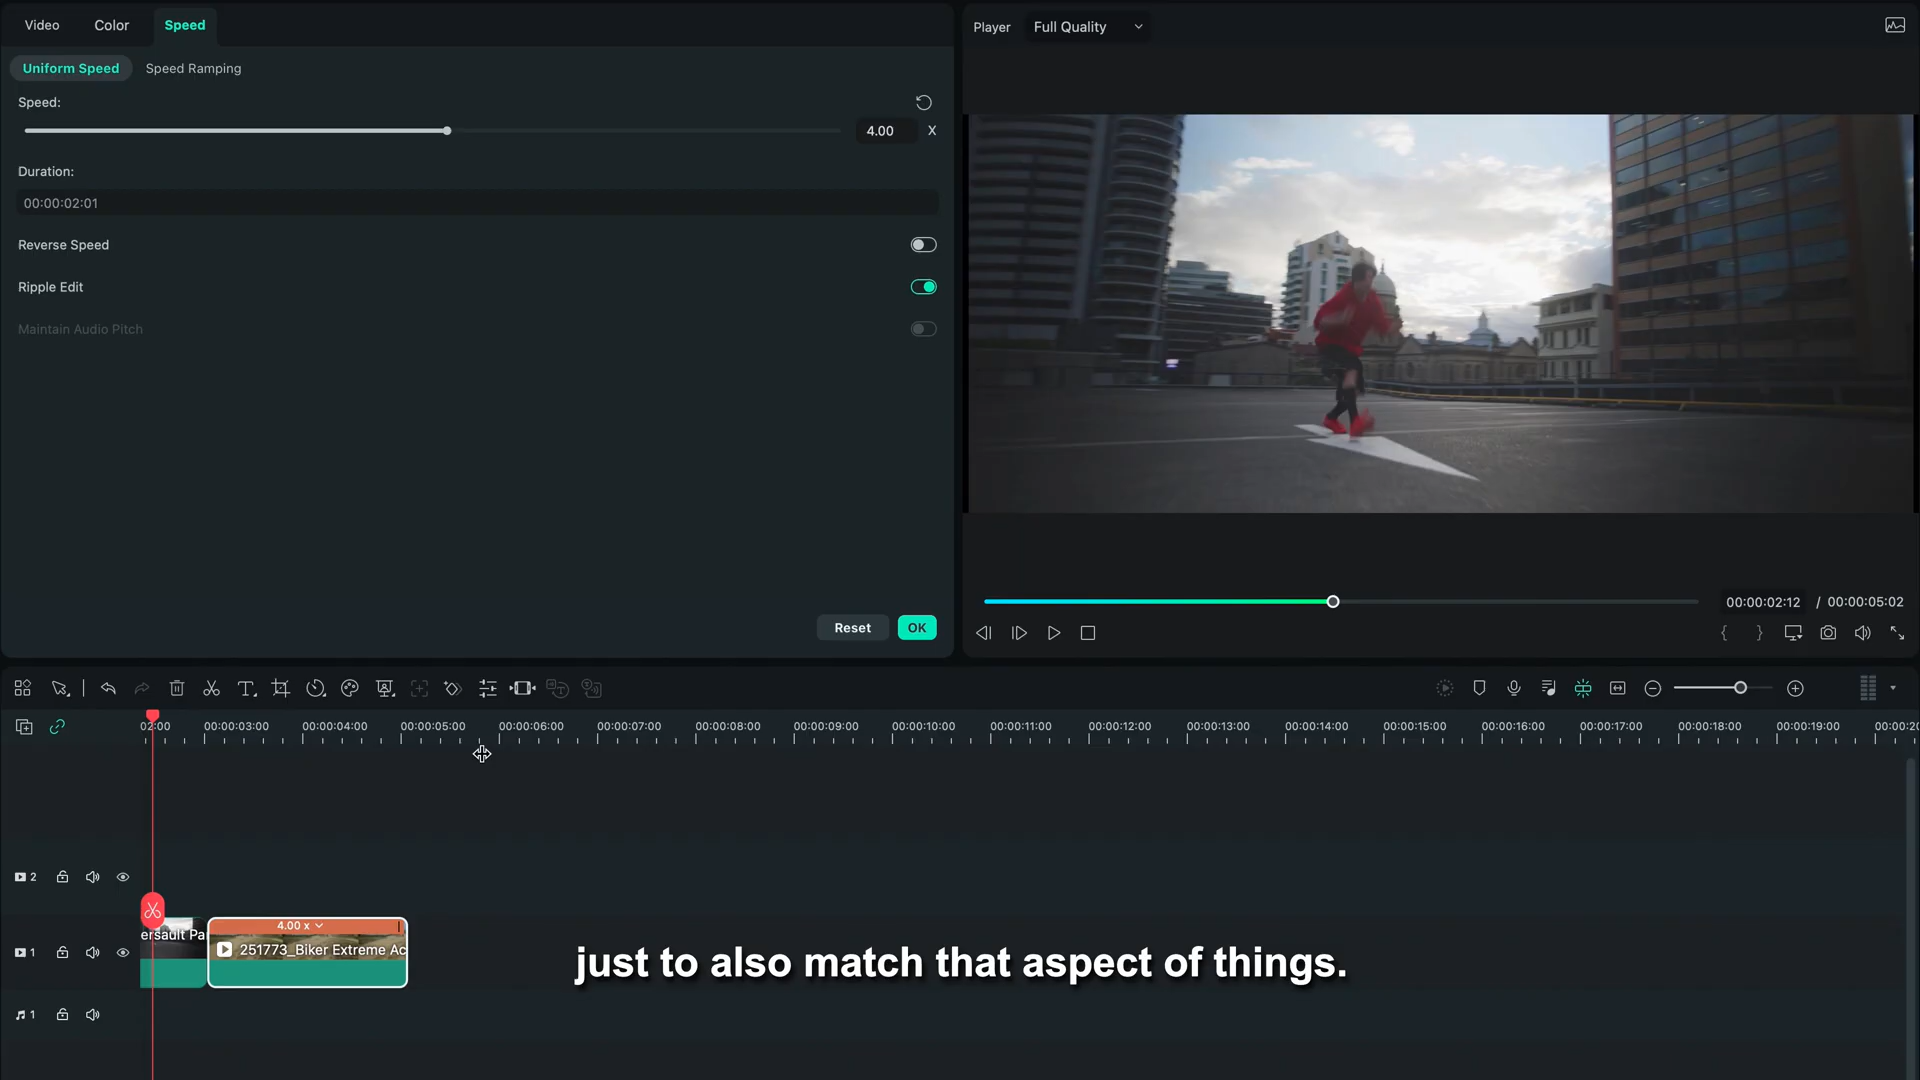 Video Color Speed
Player Full Quality
Uniform Speed Speed Ramping
Speed:
4.00 X
Duration:
00:00:02:01
Reverse Speed
Ripple Edit
Maintain Audio Pitch
00:00:02:12 / 00:00:05:02
Reset OK
02:00 00:00:03:00 00:00:04:00 00:00:05:00 00:00:06:00 00:00:07:00 00:00:08:00 00:00:09:00 00:00:10:00 00:00:11:00 00:00:12:00 00:00:13:00 00:00:14:00 00:00:15:00 00:00:16:00 00:00:17:00 00:00:18:00 00:00:19:00 00:00:20
2
4.00 x
ersault Pa
1
251773_Biker Extreme Ac
just to also match that aspect of things.
1